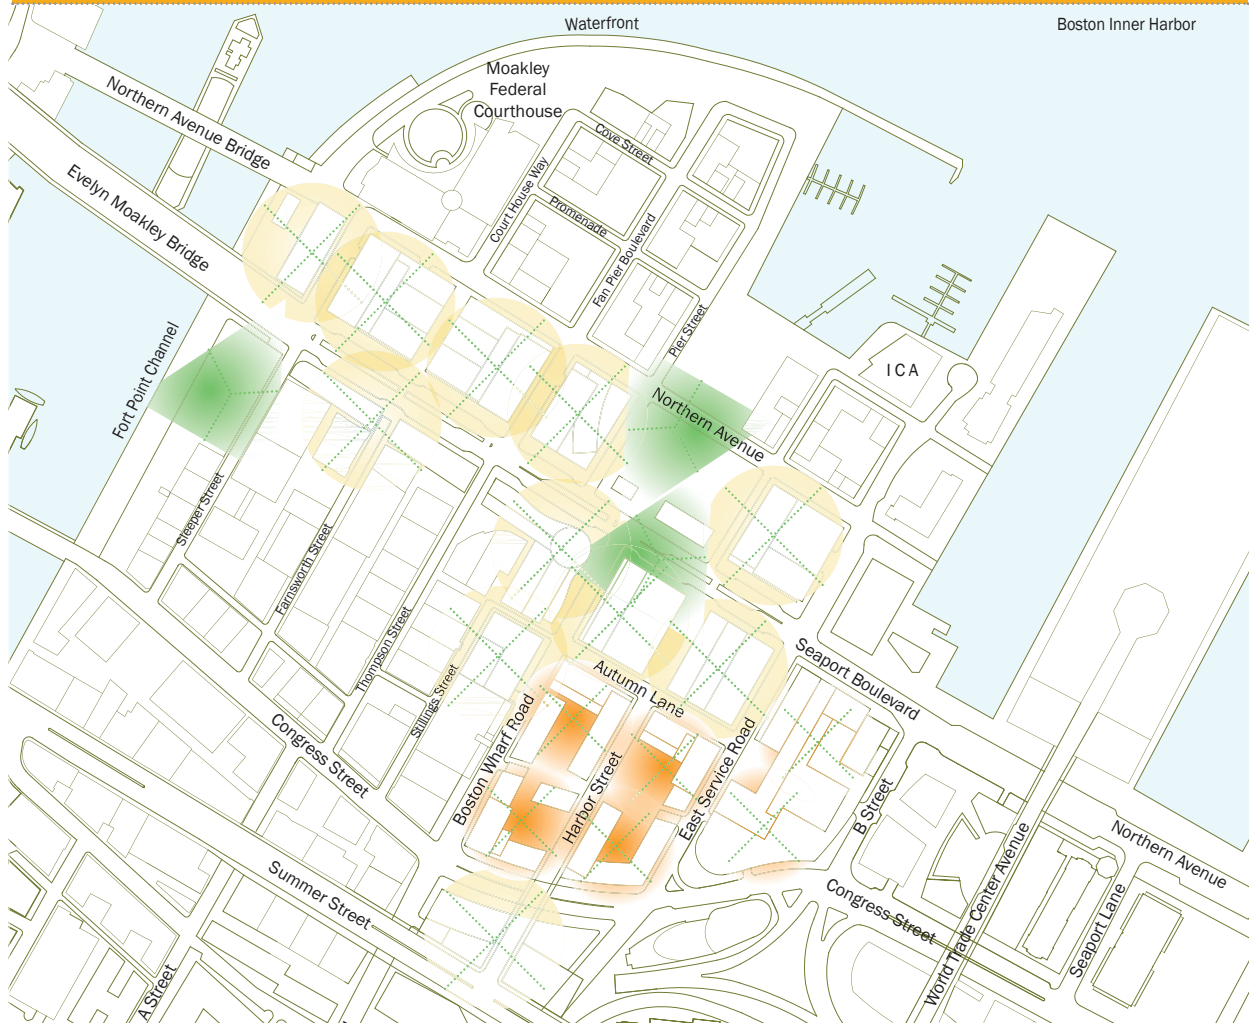 Waterfront
Boston Inner Harbor
Moakley
Federal
Courthouse
Northern Avenue Bridge
Cove Street
Evelyn Moakley Bridge
Court House Way
Promenade
Fan Pier Boulevard
Pier Street
Fort Point Channel
ICA
Northern Avenue
Sleeper Street
Farnsworth Street
Thompson Street
Stillings Street
Autumn Lane
Seaport Boulevard
Boston Wharf Road
Harbor Street
East Service Road
B Street
Congress Street
Northern Avenue
Summer Street
Congress Street
World Trade Center Avenue
Seaport Lane
A Street